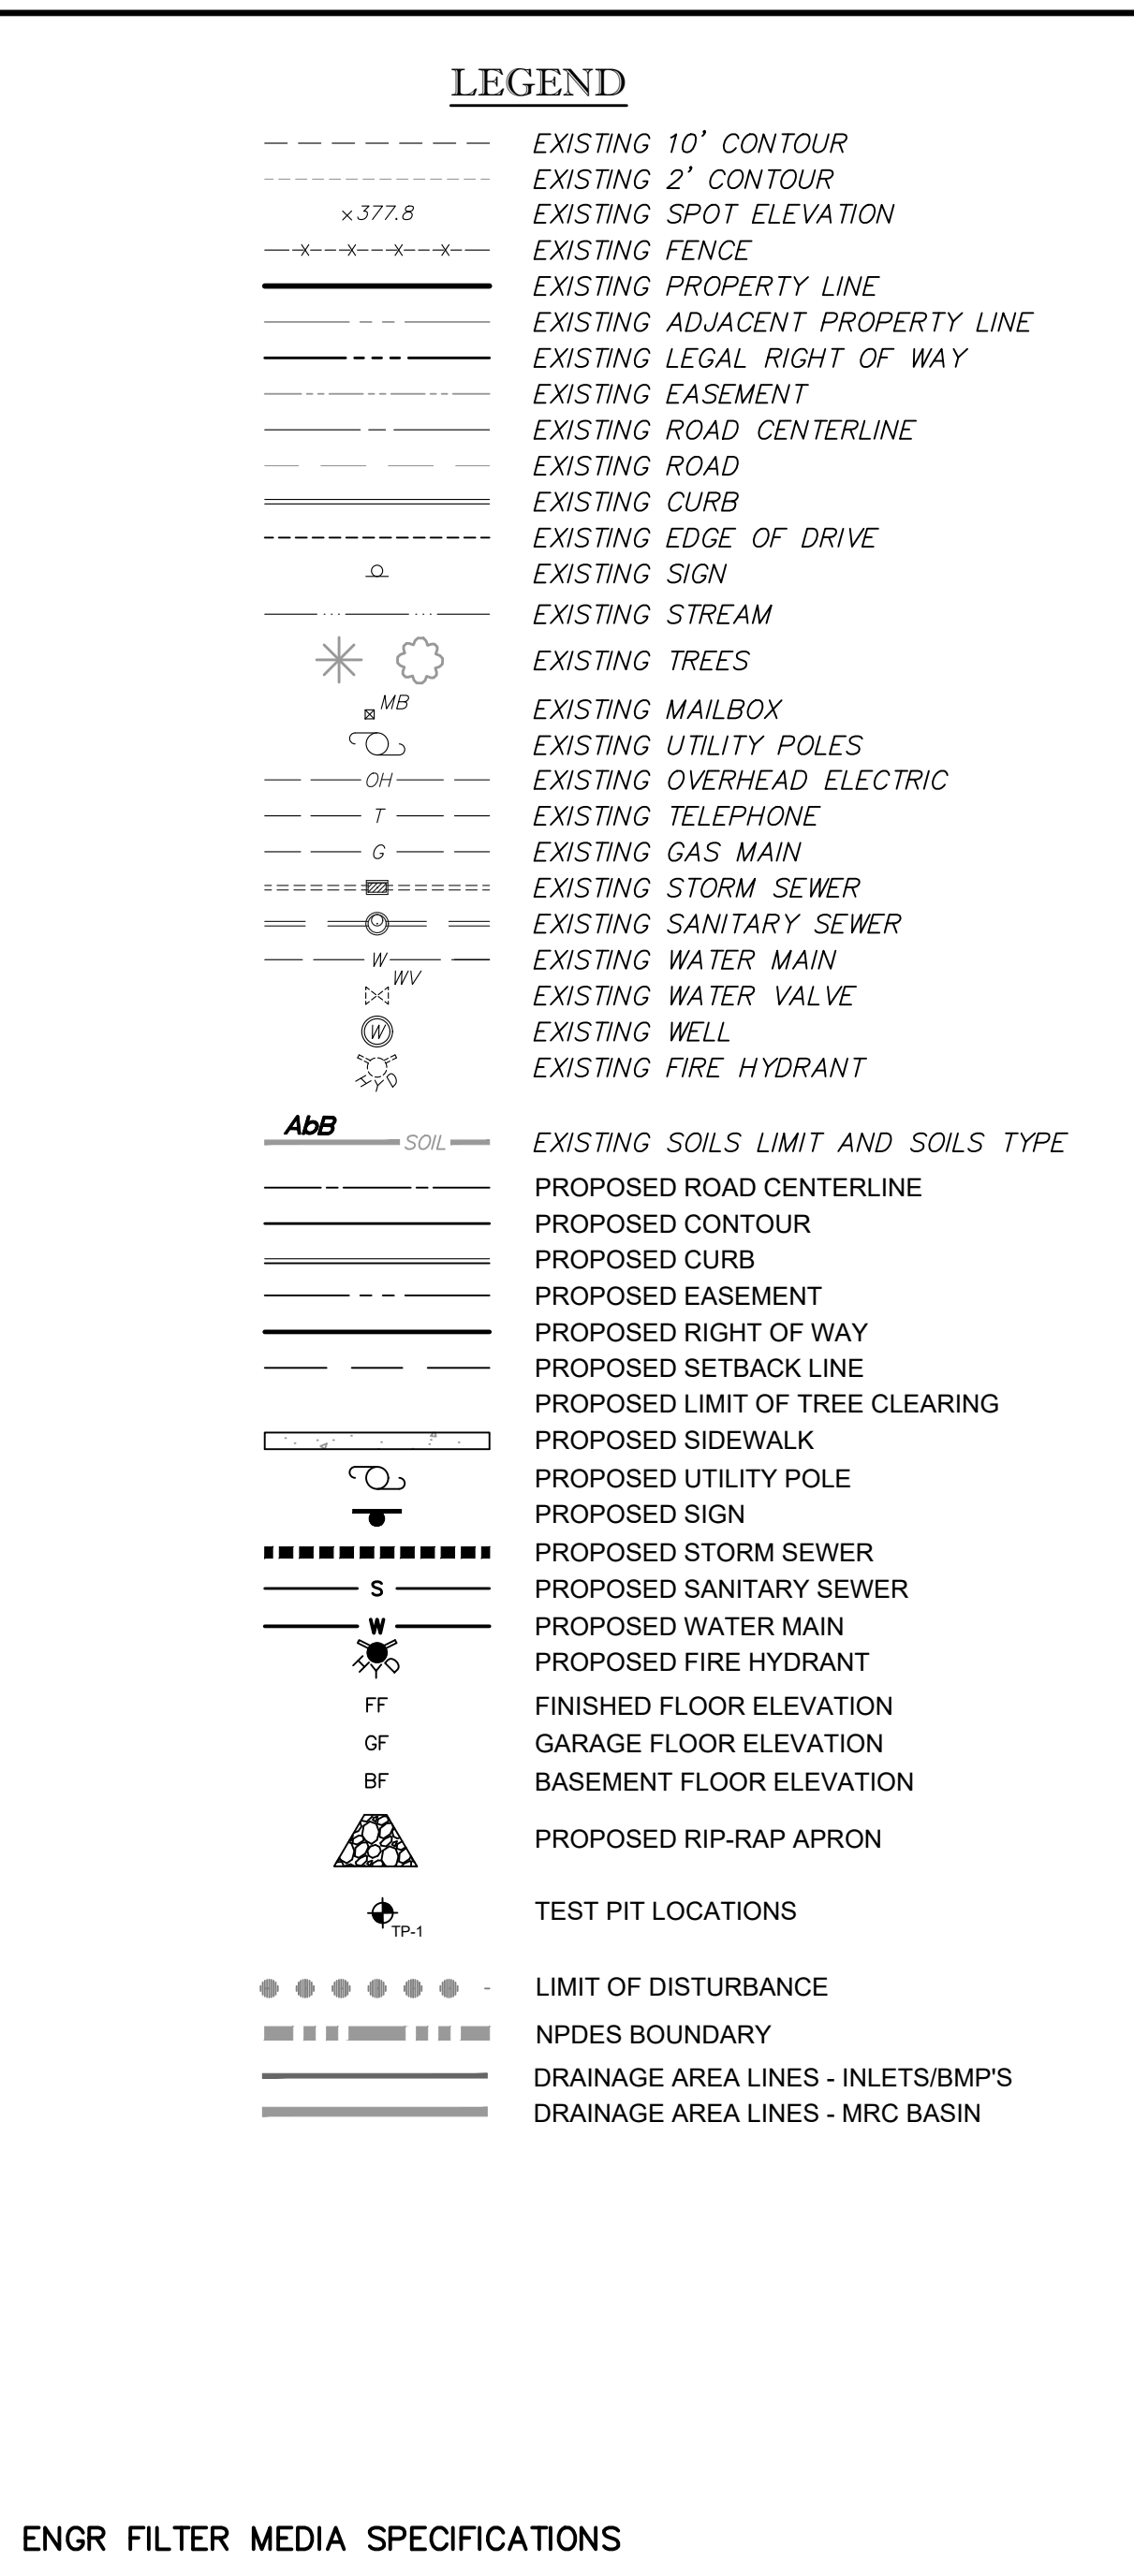 LEGEND
EXISTING 10' CONTOUR
EXISTING 2' CONTOUR
×377.8 EXISTING SPOT ELEVATION
X X X X EXISTING FENCE
EXISTING PROPERTY LINE
EXISTING ADJACENT PROPERTY LINE
EXISTING LEGAL RIGHT OF WAY
EXISTING EASEMENT
EXISTING ROAD CENTERLINE
EXISTING ROAD
EXISTING CURB
EXISTING EDGE OF DRIVE
EXISTING SIGN
EXISTING STREAM
EXISTING TREES
MB EXISTING MAILBOX
EXISTING UTILITY POLES
OH EXISTING OVERHEAD ELECTRIC
T EXISTING TELEPHONE
G EXISTING GAS MAIN
EXISTING STORM SEWER
EXISTING SANITARY SEWER
W EXISTING WATER MAIN
WV EXISTING WATER VALVE
W EXISTING WELL
HYD EXISTING FIRE HYDRANT
AbB
SOIL EXISTING SOILS LIMIT AND SOILS TYPE
PROPOSED ROAD CENTERLINE
PROPOSED CONTOUR
PROPOSED CURB
PROPOSED EASEMENT
PROPOSED RIGHT OF WAY
PROPOSED SETBACK LINE
PROPOSED LIMIT OF TREE CLEARING
PROPOSED SIDEWALK
PROPOSED UTILITY POLE
PROPOSED SIGN
PROPOSED STORM SEWER
S PROPOSED SANITARY SEWER
W PROPOSED WATER MAIN
HYD PROPOSED FIRE HYDRANT
FF FINISHED FLOOR ELEVATION
GF GARAGE FLOOR ELEVATION
BF BASEMENT FLOOR ELEVATION
PROPOSED RIP-RAP APRON
TEST PIT LOCATIONS
TP-1
LIMIT OF DISTURBANCE
NPDES BOUNDARY
DRAINAGE AREA LINES - INLETS/BMP'S
DRAINAGE AREA LINES - MRC BASIN
ENGR FILTER MEDIA SPECIFICATIONS